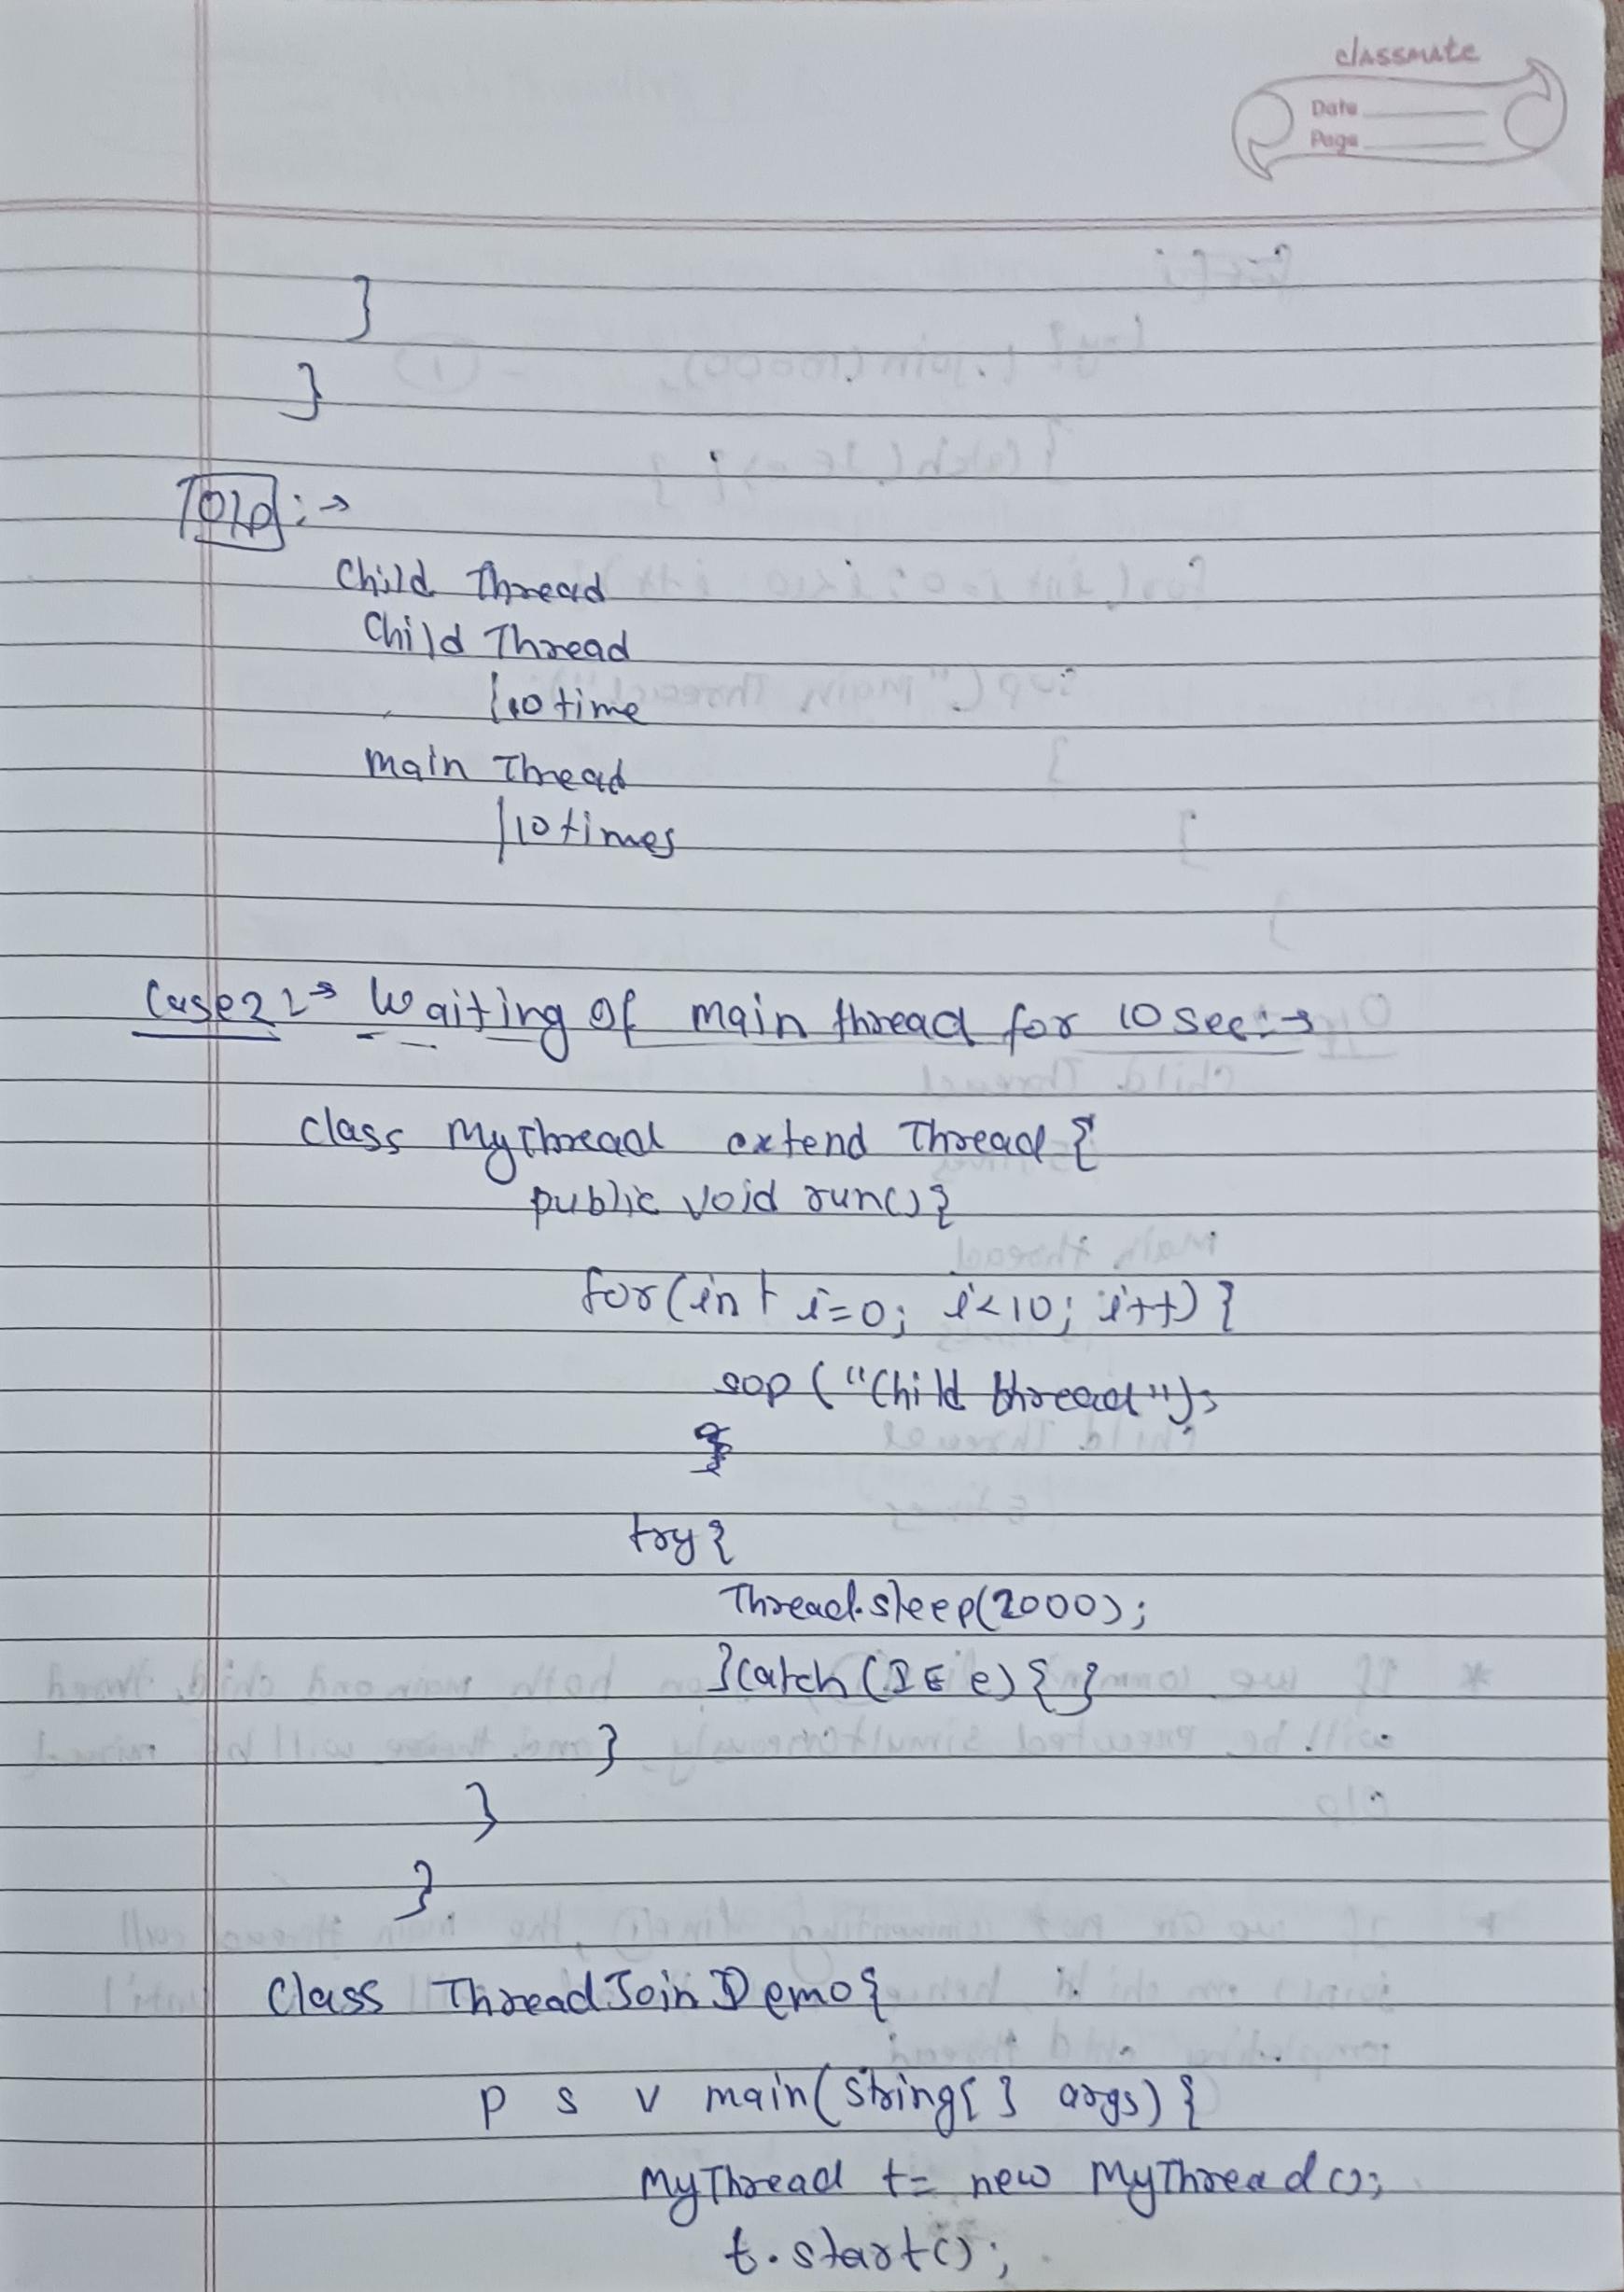 classmate
Date
Page
}
}
O/p :→
Child Thread
Child Thread
10 time
main Thread
10 times
Case 2 :→ Waiting of main thread for 10 sec :→
class MyThread extend Thread {
public void run() {
for(int i=0; i<10; i++) {
sop ("Child thread");
try {
Thread.sleep(2000);
}catch (IE e) { }
}
}
}
Class ThreadJoinDemo {
p s v main(String[ ] args) {
MyThread t = new MyThread ();
t.start();